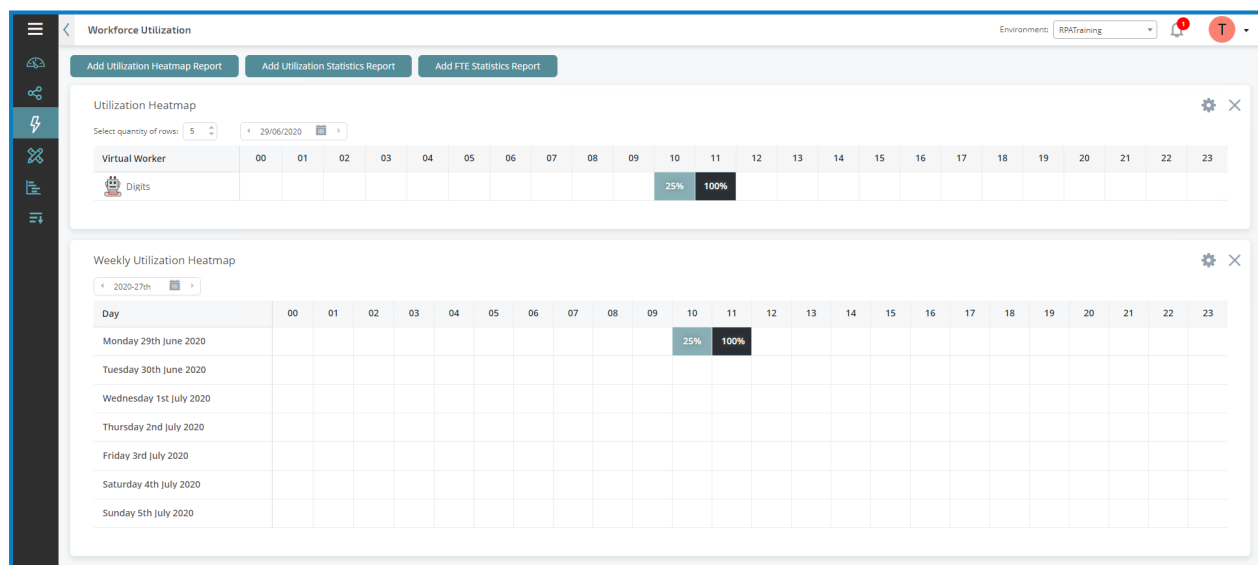 Workforce Utilization Environment: RPATraining 1 T
Add Utilization Heatmap Report Add Utilization Statistics Report Add FTE Statistics Report
Utilization Heatmap
Select quantity of rows: 5 29/06/2020
Virtual Worker 00 01 02 03 04 05 06 07 08 09 10 11 12 13 14 15 16 17 18 19 20 21 22 23
Digits 25% 100%
Weekly Utilization Heatmap
2020-27th
Day 00 01 02 03 04 05 06 07 08 09 10 11 12 13 14 15 16 17 18 19 20 21 22 23
Monday 29th June 2020 25% 100%
Tuesday 30th June 2020
Wednesday 1st July 2020
Thursday 2nd July 2020
Friday 3rd July 2020
Saturday 4th July 2020
Sunday 5th July 2020